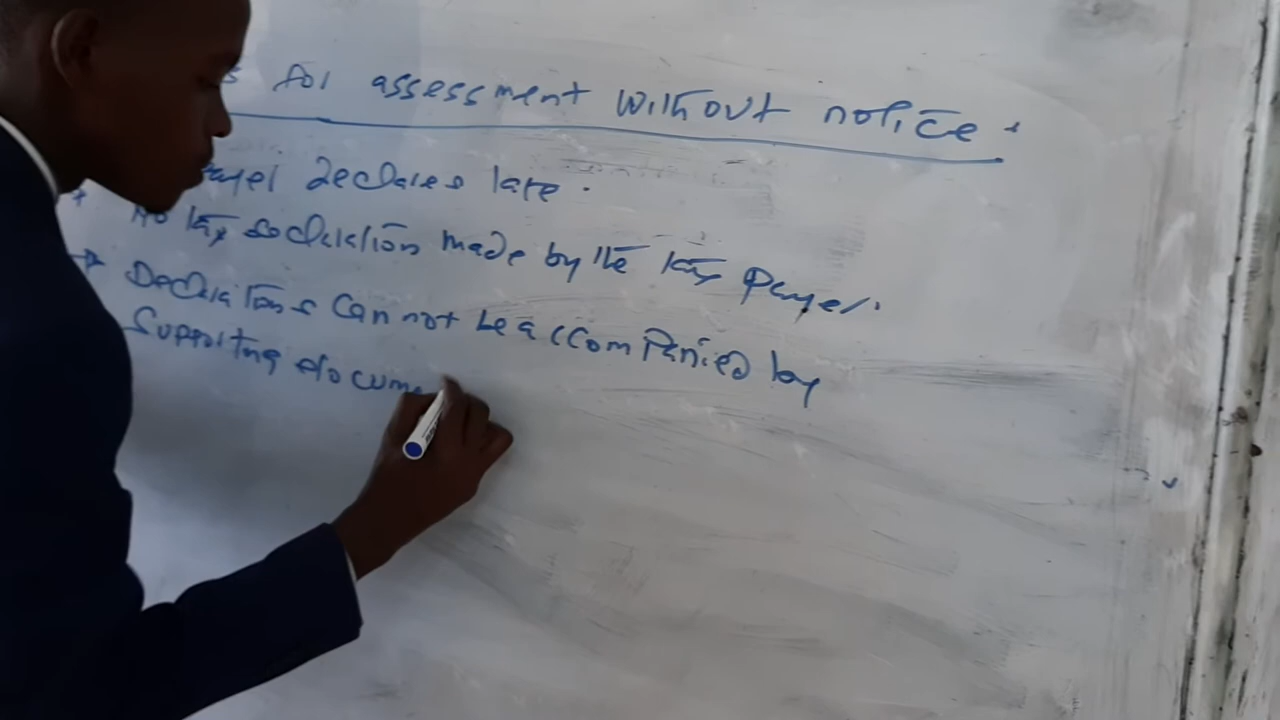 s for assessment without notice.
payer declares late.
No tax declaration made by the tax payer.
→ Declarations cannot be accompanied by
supporting docume